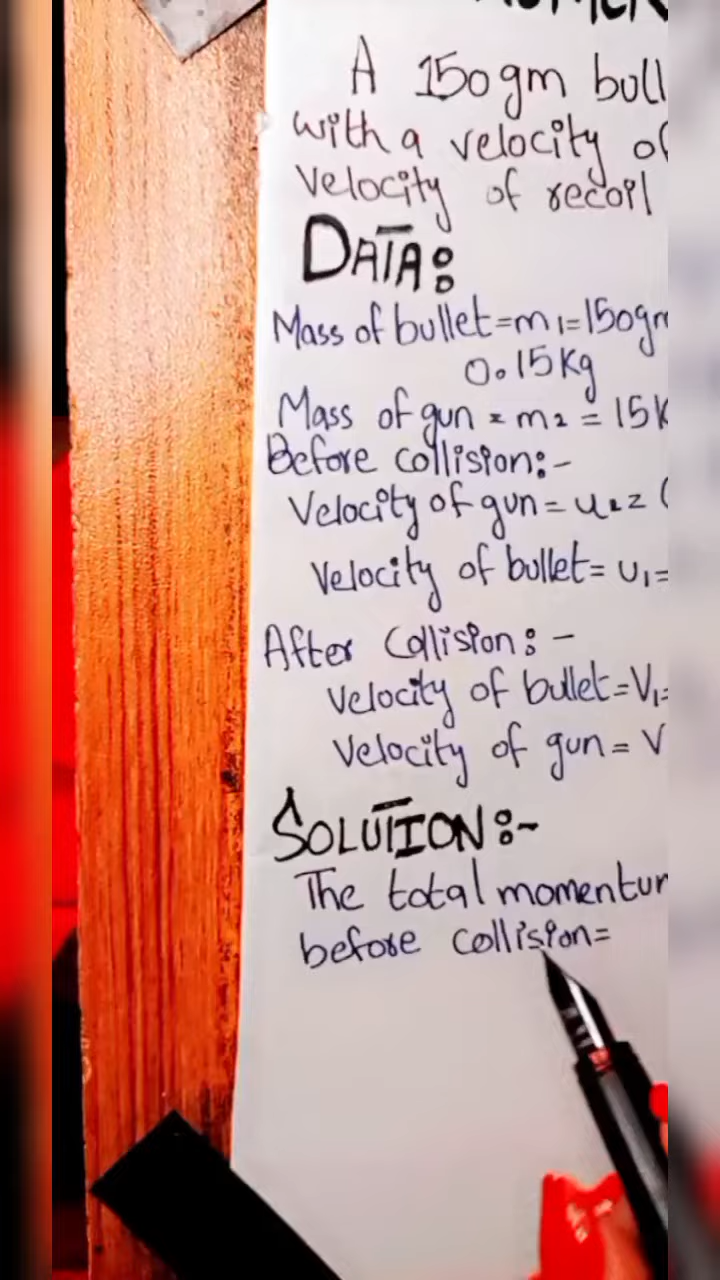 A 150gm bull
with a velocity of
velocity of recoil
DATA:
Mass of bullet=m1=150gm
0.15Kg
Mass of gun = m2 = 15K
Before collision:-
Velocity of gun = u2= 0
Velocity of bullet= u1=
After Collision: -
Velocity of bullet=V1=
Velocity of gun = V
SOLUTION:-
The total momentum
before collision=